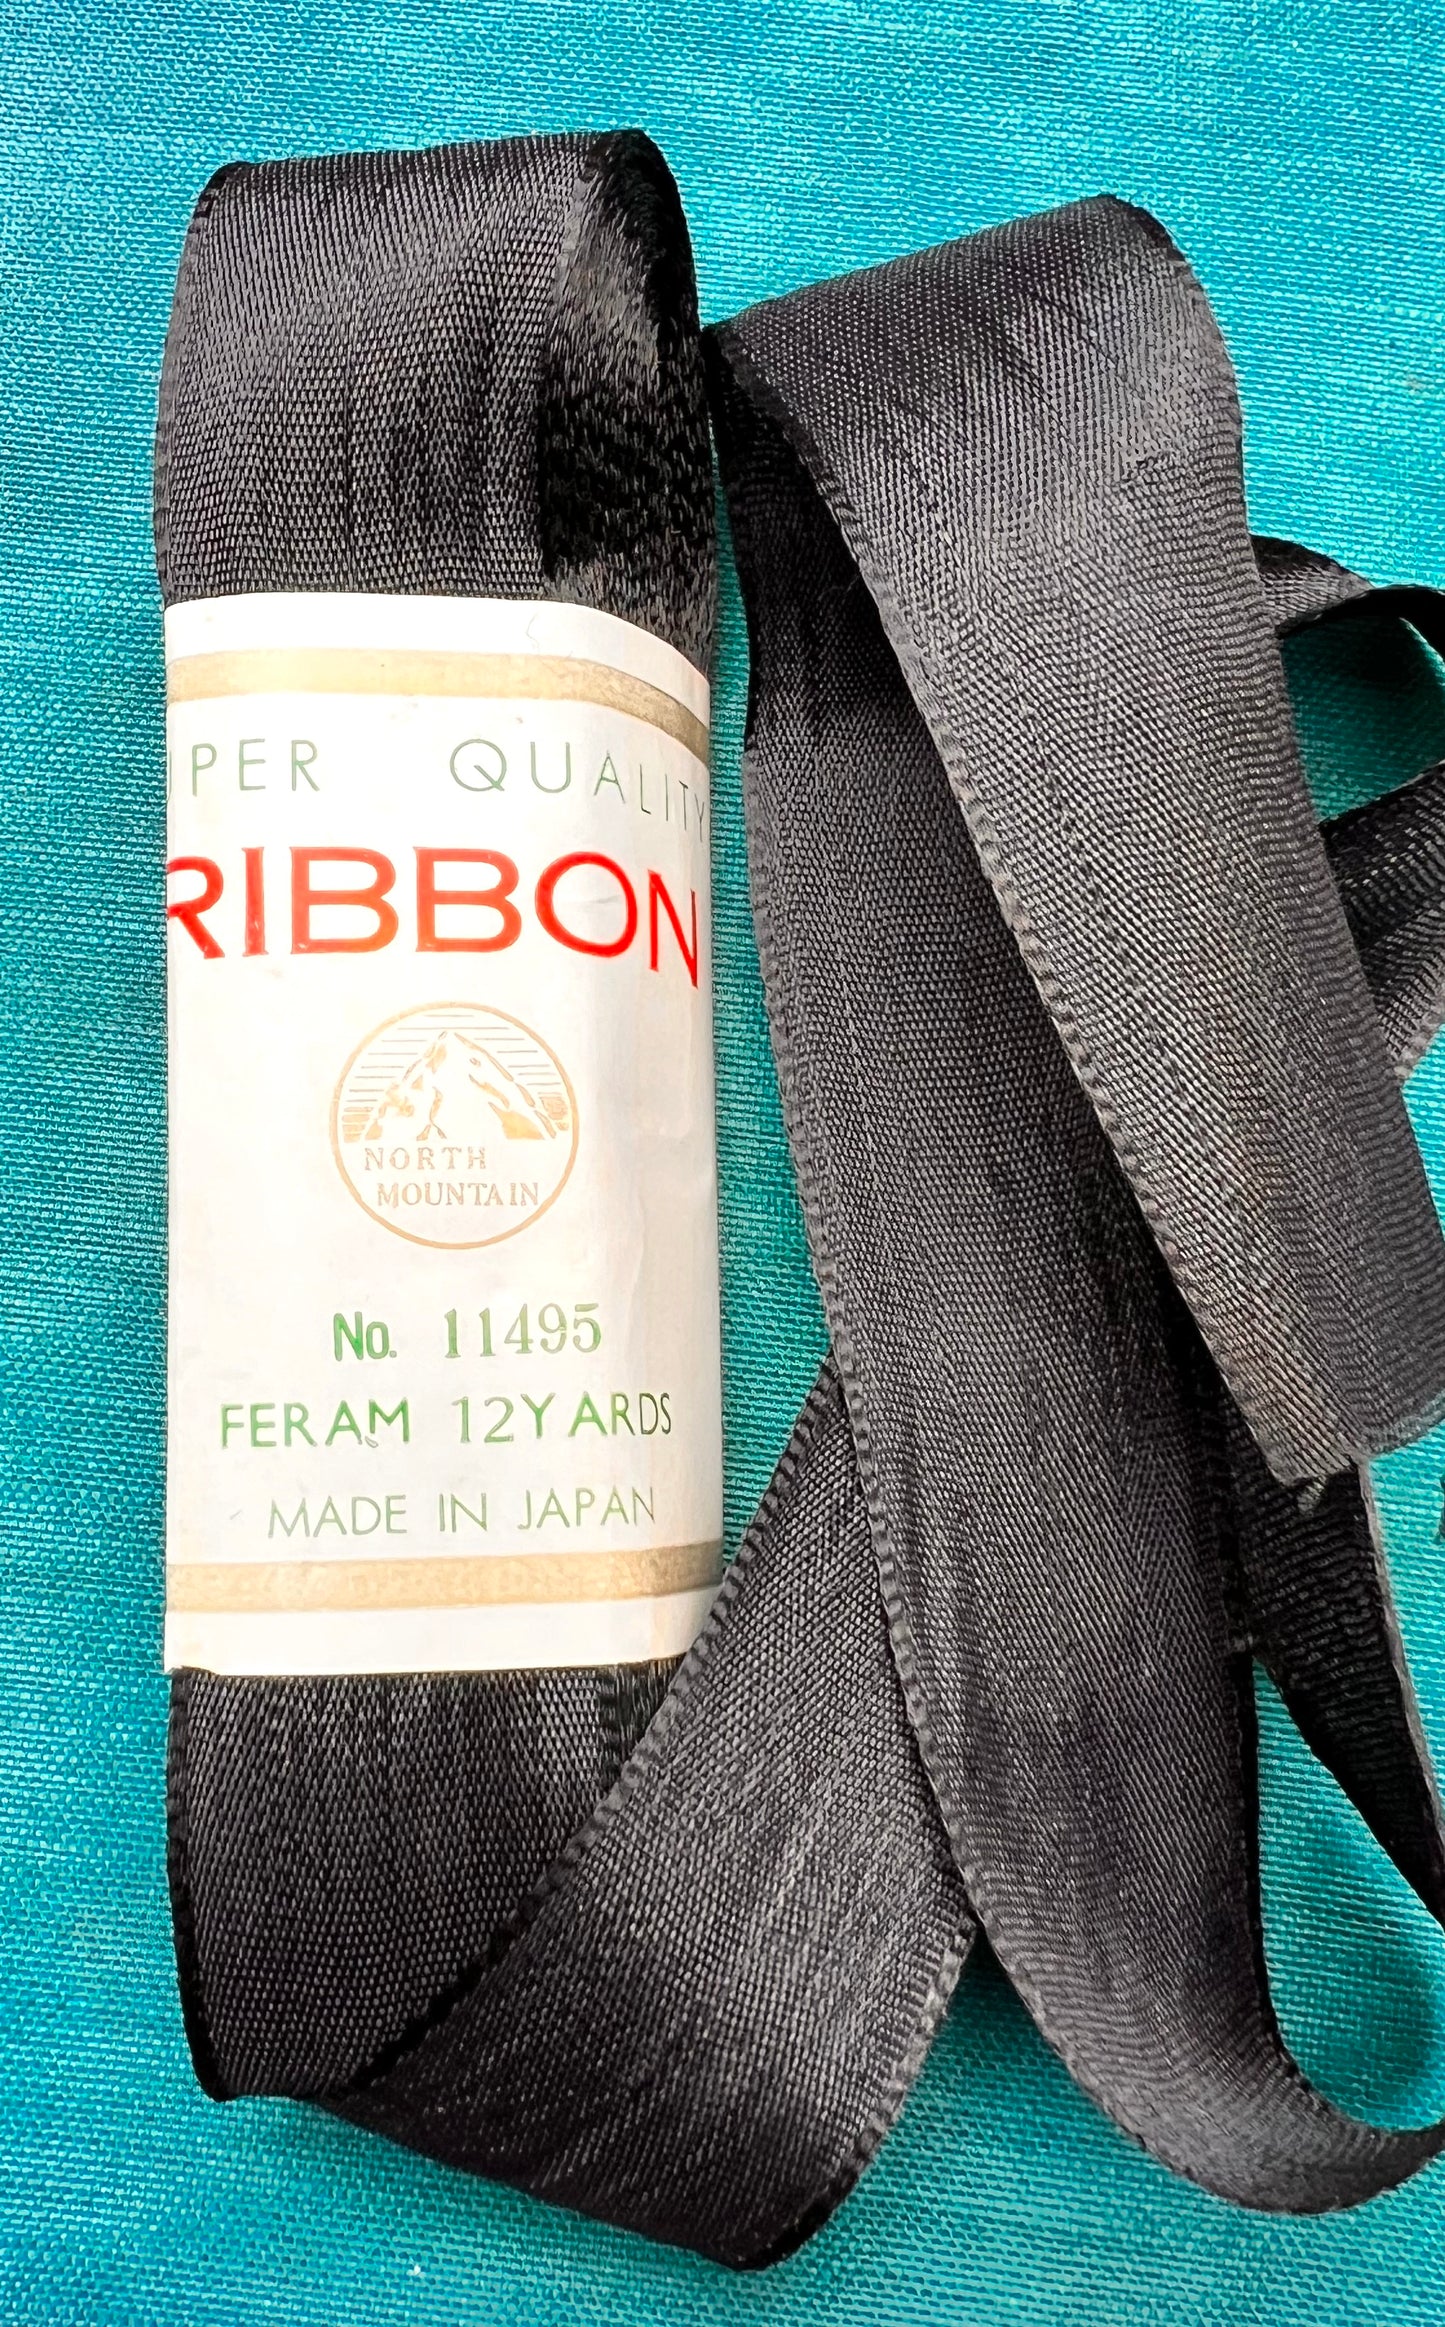 UPER QUALITY
RIBBON
NORTH
MOUNTAIN
No. 11495
FERAM 12YARDS
MADE IN JAPAN